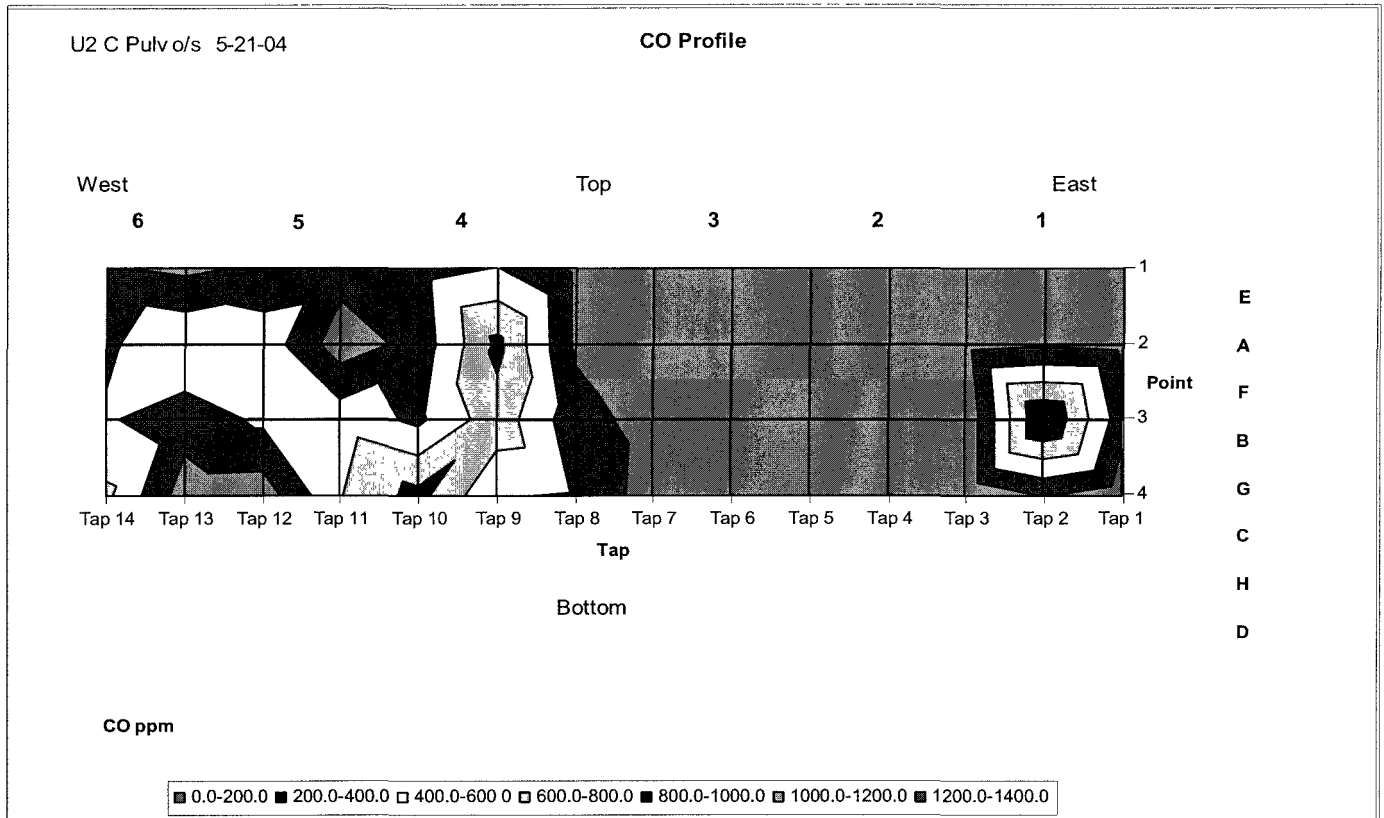 U2 C Pulv o/s 5-21-04
CO Profile
West Top East
6 5 4 3 2 1
1
E
2
A
Point
F
3
B
4
G
Tap 14 Tap 13 Tap 12 Tap 11 Tap 10 Tap 9 Tap 8 Tap 7 Tap 6 Tap 5 Tap 4 Tap 3 Tap 2 Tap 1
C
Tap
H
Bottom
D
CO ppm
0.0-200.0 200.0-400.0 400.0-600 0 600.0-800.0 800.0-1000.0 1000.0-1200.0 1200.0-1400.0